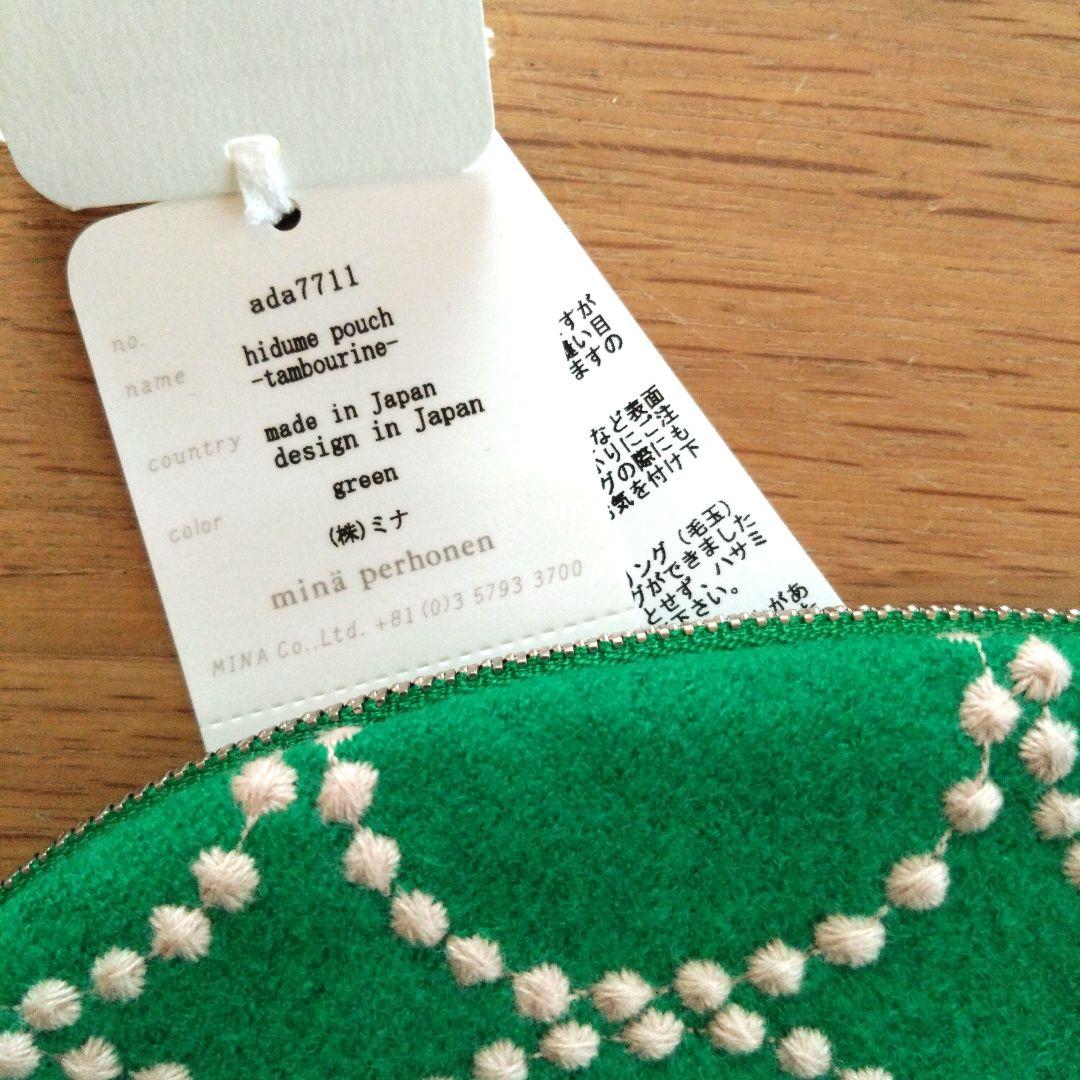 no.
ada7711
name
hidume pouch
-tambourine-
country
made in Japan
design in Japan
color
green
(株)ミナ
minä perhonen
MINA Co.,Ltd. +81(0)3 5793 3700
すが
違い目
ますの
など表面
りにご注
グの際にも
気を付け下
ング(毛玉)
グができました
とせず、ハサミ
下さい。
があ